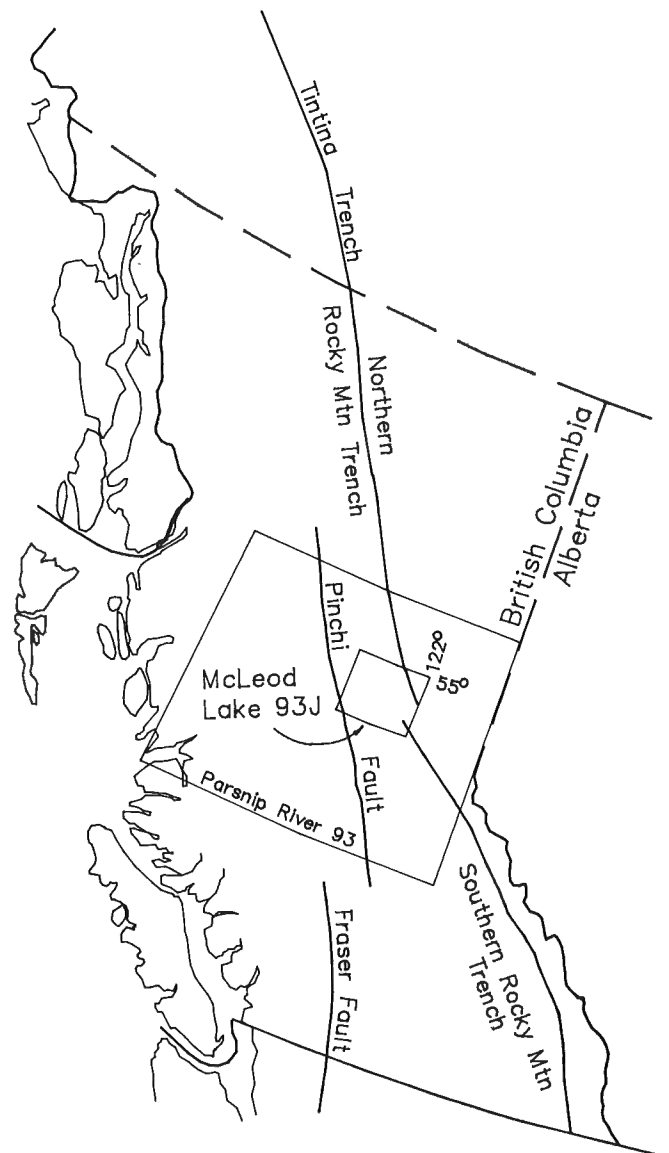 Tintina Trench
Northern
Rocky Mtn Trench
British Columbia
Alberta
Pinchi Fault
122°
55°
McLeod
Lake 93J
Parsnip River 93
Southern Rocky Mtn
Trench
Fraser Fault